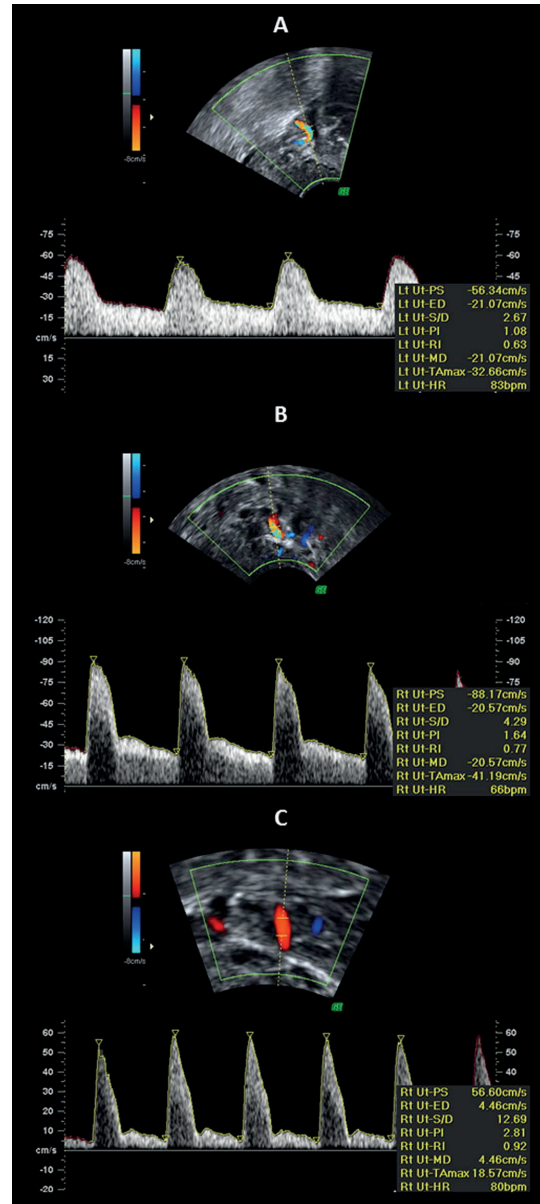 A
-8cm/s
-75
-60
-45
-30
-15
cm/s
15
30
-75
-60
Lt Ut-PS -56.34cm/s
Lt Ut-ED -21.07cm/s
Lt Ut-S/D 2.67
Lt Ut-PI 1.08
Lt Ut-RI 0.63
Lt Ut-MD -21.07cm/s
Lt Ut-TAmax -32.66cm/s
Lt Ut-HR 83bpm
B
-8cm/s
-120
-105
-90
-75
-60
-45
-30
-15
cm/s
-120
-105
-90
-75
Rt Ut-PS -88.17cm/s
Rt Ut-ED -20.57cm/s
Rt Ut-S/D 4.29
Rt Ut-PI 1.64
Rt Ut-RI 0.77
Rt Ut-MD -20.57cm/s
Rt Ut-TAmax -41.19cm/s
Rt Ut-HR 66bpm
C
-8cm/s
60
50
40
30
20
10
cm/s
-10
-20
60
50
40
Rt Ut-PS 56.60cm/s
Rt Ut-ED 4.46cm/s
Rt Ut-S/D 12.69
Rt Ut-PI 2.81
Rt Ut-RI 0.92
Rt Ut-MD 4.46cm/s
Rt Ut-TAmax 18.57cm/s
Rt Ut-HR 80bpm